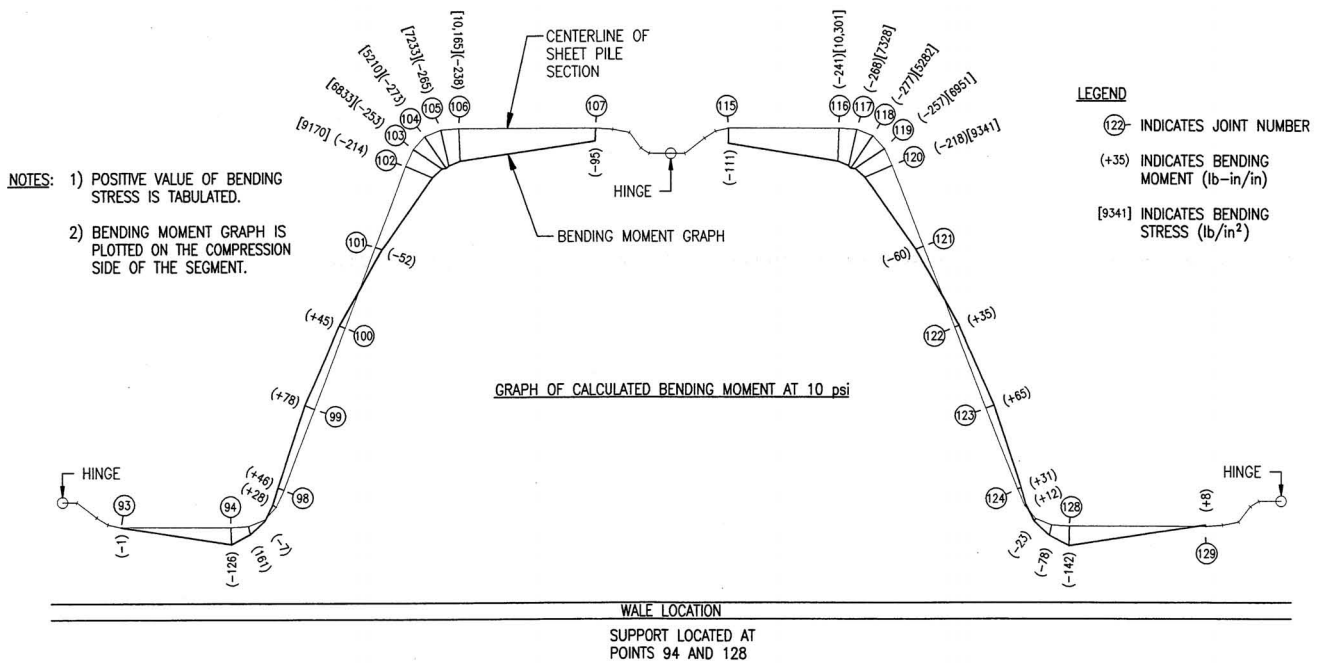 [9170] (-214)
[6833](-253)
[5210](-273)
[7233](-265)
[10,165](-238)
102
103
104
105
106
CENTERLINE OF
SHEET PILE
SECTION
107
(-95)
HINGE
115
(-111)
(-241)[10,301]
(-268)[7328]
(-277)[5282]
(-257)[6951]
(-218)[9341]
116
117
118
119
120
LEGEND
122 INDICATES JOINT NUMBER
(+35) INDICATES BENDING
MOMENT (lb-in/in)
[9341] INDICATES BENDING
STRESS (lb/in²)
NOTES: 1) POSITIVE VALUE OF BENDING
STRESS IS TABULATED.
2) BENDING MOMENT GRAPH IS
PLOTTED ON THE COMPRESSION
SIDE OF THE SEGMENT.
BENDING MOMENT GRAPH
101
(-52)
(-60)
121
(+45)
100
122
(+35)
GRAPH OF CALCULATED BENDING MOMENT AT 10 psi
(+78)
99
123
(+65)
HINGE
93
(-1)
94
(-126)
(161)
(-7)
(+46)
(+28)
98
124
(+31)
(+12)
128
(-23)
(-78)
(-142)
(+8)
129
HINGE
WALE LOCATION
SUPPORT LOCATED AT
POINTS 94 AND 128